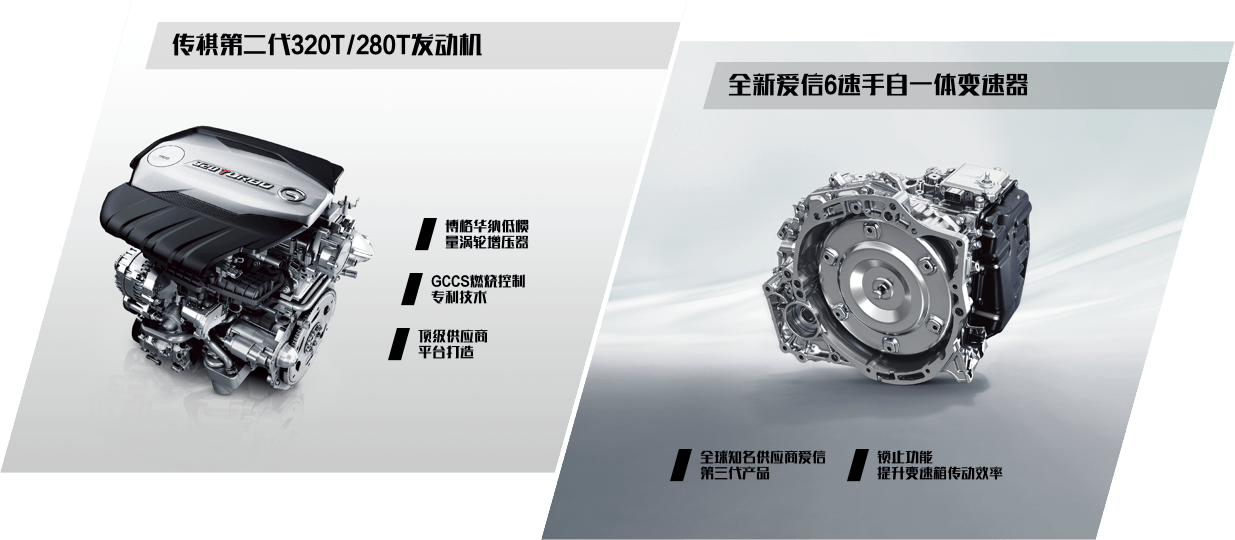 传祺第二代320T/280T发动机
320TURBO
博格华纳低惯
量涡轮增压器
GCCS燃烧控制
专利技术
顶级供应商
平台打造
全新爱信6速手自一体变速器
全球知名供应商爱信
第三代产品
锁止功能
提升变速箱传动效率